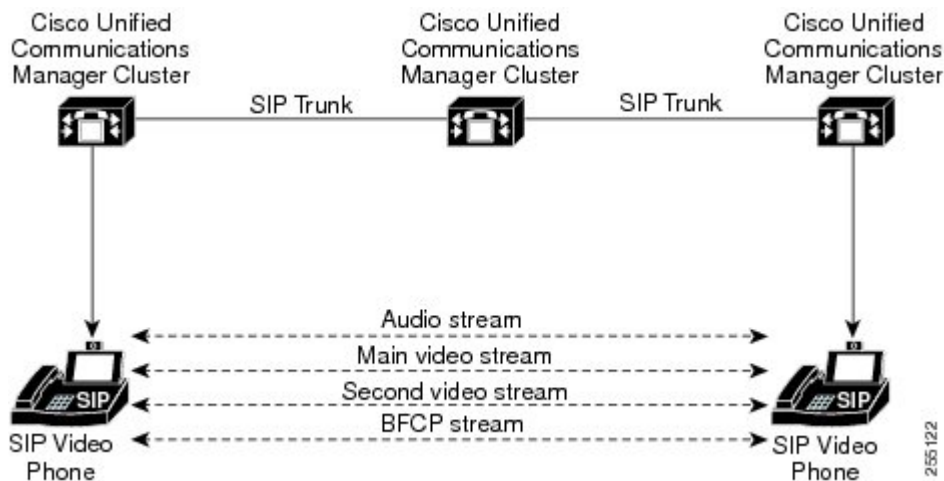 Cisco Unified
Communications
Manager Cluster
Cisco Unified
Communications
Manager Cluster
Cisco Unified
Communications
Manager Cluster
SIP Trunk
SIP Trunk
Audio stream
Main video stream
Second video stream
BFCP stream
SIP
SIP Video
Phone
SIP
SIP Video
Phone
255122